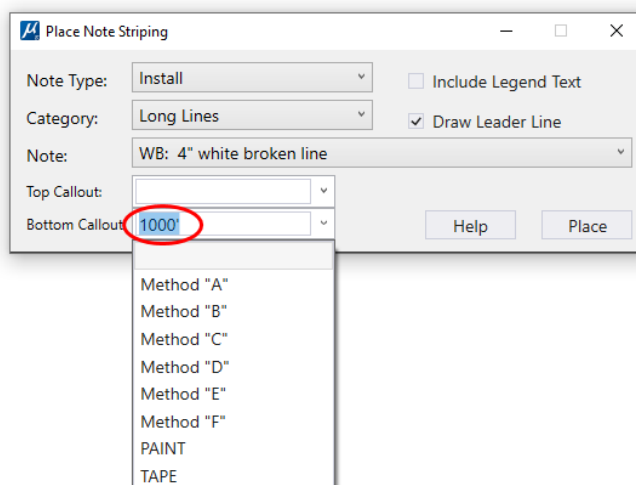 Place Note Striping
Note Type: Install
Include Legend Text
Category: Long Lines
Draw Leader Line
Note: WB: 4" white broken line
Top Callout:
Bottom Callout 1000'
Help Place
Method "A"
Method "B"
Method "C"
Method "D"
Method "E"
Method "F"
PAINT
TAPE